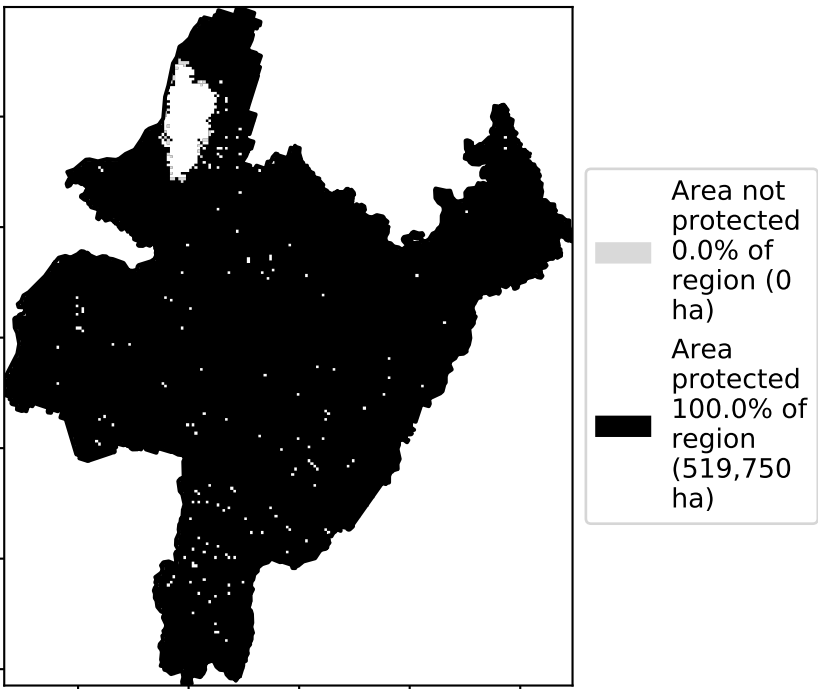 Area not
protected
0.0% of
region (0
ha)
Area
protected
100.0% of
region
(519,750
ha)